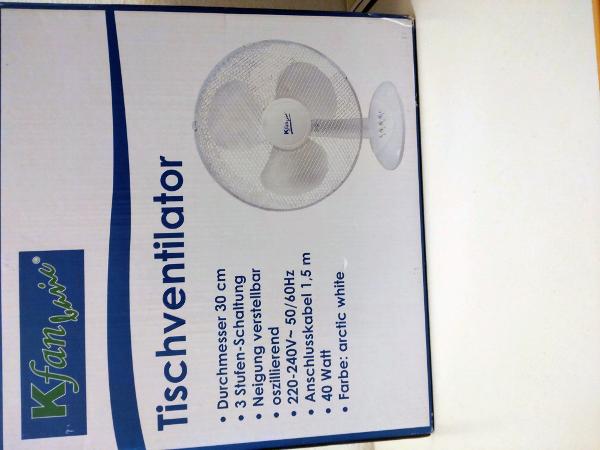 Kfan
®
Tischventilator
• Durchmesser 30 cm
• 3 Stufen-Schaltung
• Neigung verstellbar
• oszillierend
• 220-240V~ 50/60Hz
• Anschlusskabel 1,5 m
• 40 Watt
• Farbe: arctic white
Kfan